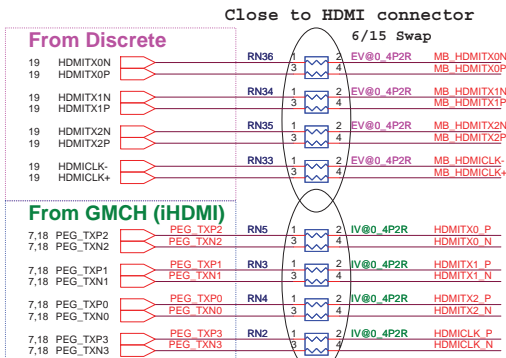 Close to HDMI connector
From Discrete
6/15 Swap
19 HDMITX0N RN36 1 2 EV@0_4P2R MB_HDMITX0N
19 HDMITX0P 3 4 MB_HDMITX0P
19 HDMITX1N RN34 1 2 EV@0_4P2R MB_HDMITX1N
19 HDMITX1P 3 4 MB_HDMITX1P
19 HDMITX2N RN35 1 2 EV@0_4P2R MB_HDMITX2N
19 HDMITX2P 3 4 MB_HDMITX2P
19 HDMICLK- RN33 1 2 EV@0_4P2R MB_HDMICLK-
19 HDMICLK+ 3 4 MB_HDMICLK+
From GMCH (iHDMI)
7,18 PEG_TXP2 PEG_TXP2 RN5 1 2 IV@0_4P2R HDMITX0_P
7,18 PEG_TXN2 PEG_TXN2 3 4 HDMITX0_N
7,18 PEG_TXP1 PEG_TXP1 RN3 1 2 IV@0_4P2R HDMITX1_P
7,18 PEG_TXN1 PEG_TXN1 3 4 HDMITX1_N
7,18 PEG_TXP0 PEG_TXP0 RN4 1 2 IV@0_4P2R HDMITX2_P
7,18 PEG_TXN0 PEG_TXN0 3 4 HDMITX2_N
7,18 PEG_TXP3 PEG_TXP3 RN2 1 2 IV@0_4P2R HDMICLK_P
7,18 PEG_TXN3 PEG_TXN3 3 4 HDMICLK_N